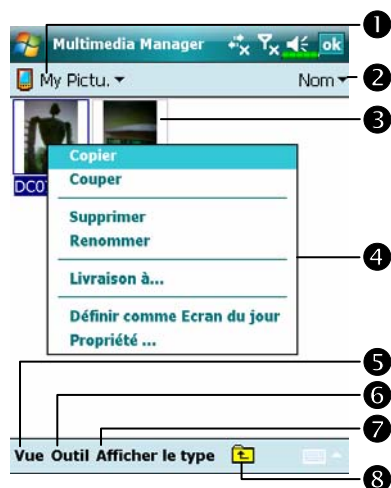 Multimedia Manager ok
My Pictu. Nom
DC07
Copier
Couper
Supprimer
Renommer
Livraison à...
Définir comme Ecran du jour
Propriété ...
Vue Outil Afficher le type
1
2
3
4
5
6
7
8